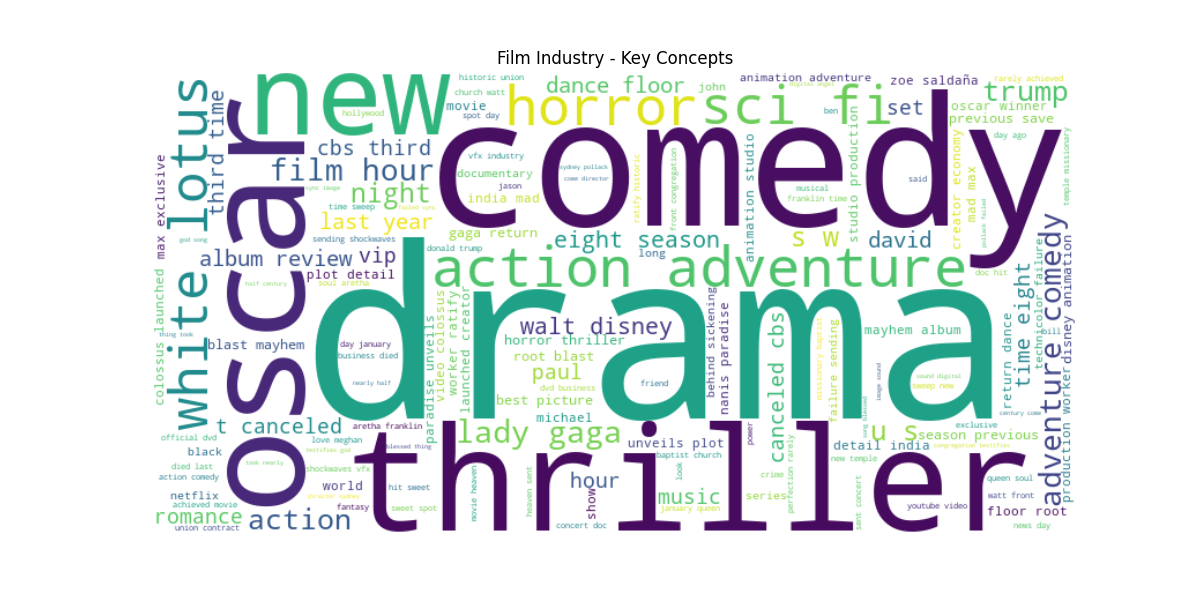 Film Industry - Key Concepts
historic union
church watt
spot day
hollywood
movie
new
dance floor
john
animation adventure
digital angel
zoe saldaña
rarely achieved
trump
horror
sci fi
ben
set
oscar winner
previous save
day ago
white lotus
third time
oscar
cbs third
film hour
vfx industry
sydney pollack
come director
documentary
jason
india mad
night
sync image
failed sync
time sweep
last year
comedy
ratify historic
front congregation
animation studio
musical
franklin time
studio production
said
creator economy
mad max
pollack failed
temple missionary
max exclusive
god song
sending shockwaves
gaga return
eight season
long
s w
david
album review
vip
plot detail
donald trump
half century
soul aretha
action adventure
doc hit
time eight
technicolor failure
adventure comedy
disney animation
colossus launched
thing took
blast mayhem
day january
business died
nearly half
drama
paradise unveils
video colossus
worker ratify
launched creator
walt disney
horror thriller
root blast
paul
dvd business
best picture
michael
friend
behind sickening
nanis paradise
power
canceled cbs
crime
perfection rarely
missionary baptist
failure sending
mayhem album
image sound
song blessed
sound digital
sweep new
return dance
bill
century come
exclusive
production worker
t canceled
official dvd
love meghan
testifies god
aretha franklin
blessed thing
lady gaga
unveils plot
baptist church
u s
season previous
detail india
congregation testifies
new temple
black
died last
action comedy
took nearly
shockwaves vfx
director sydney
thriller
netflix
achieved movie
world
hit sweet
fantasy
sweet spot
movie heaven
heaven sent
concert doc
hour
show
look
music
january queen
series
sent concert
youtube video
queen soul
watt front
floor root
news day
romance
union contract
action